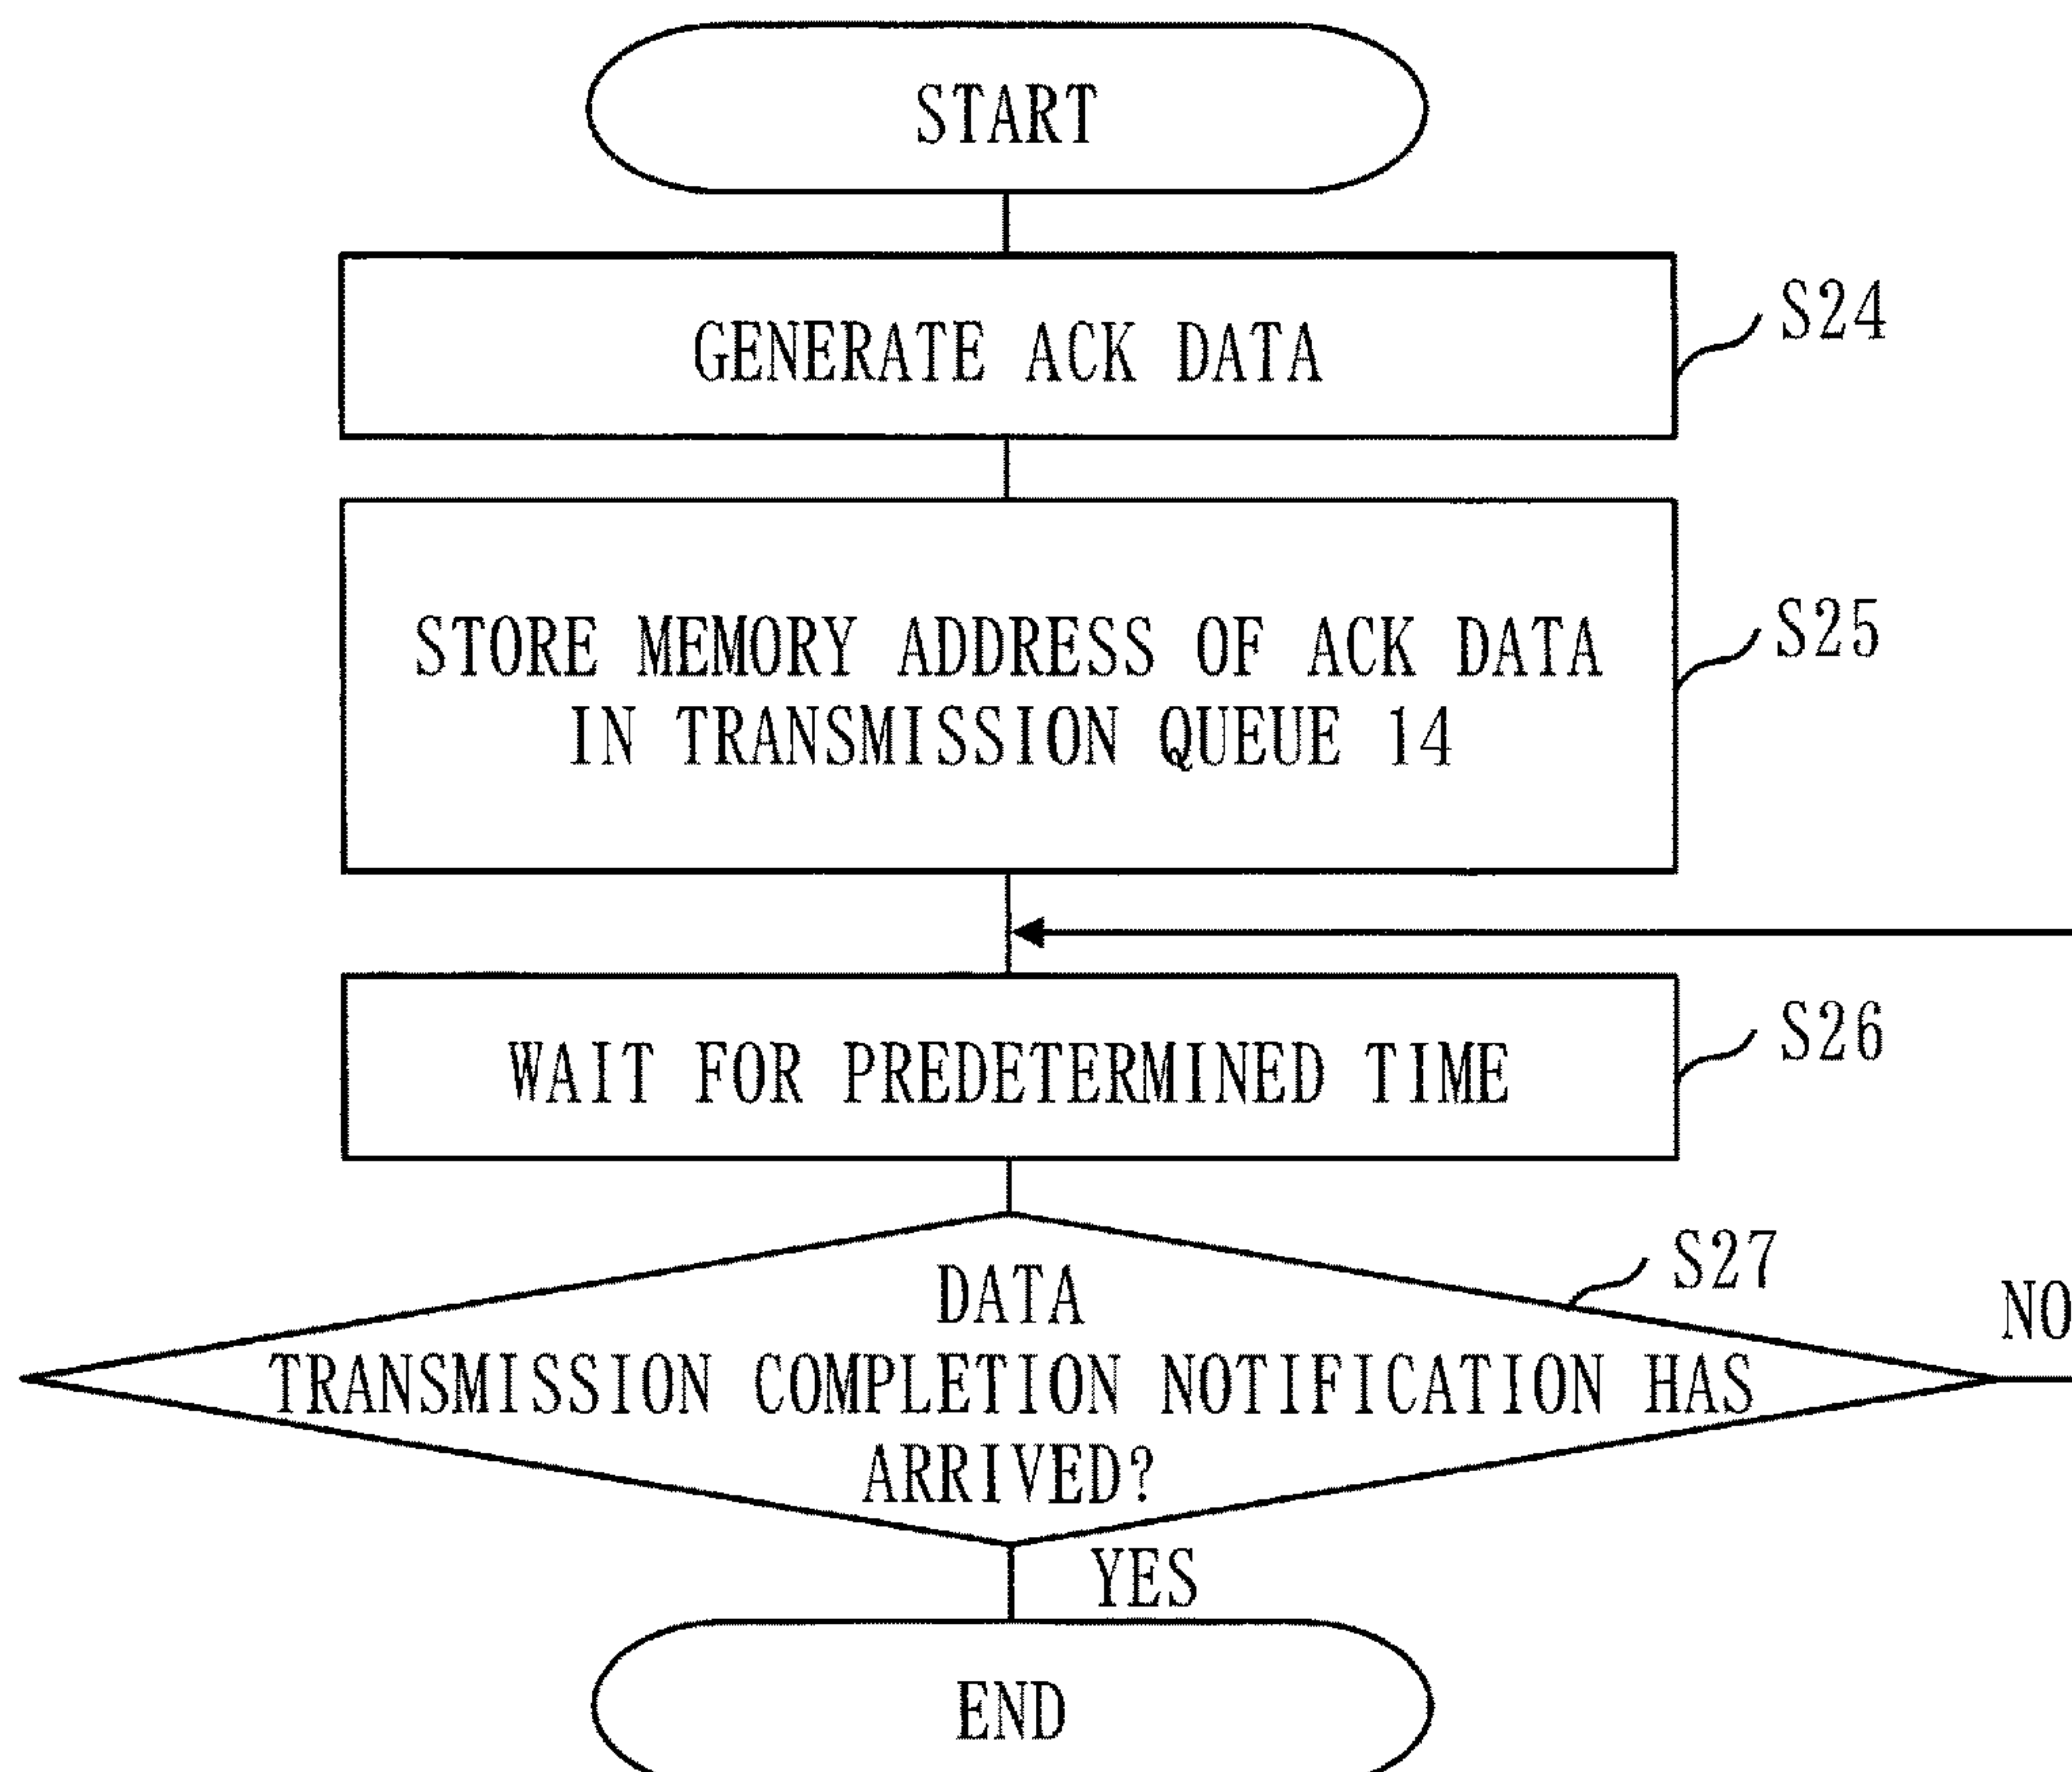 START
GENERATE ACK DATA
S24
STORE MEMORY ADDRESS OF ACK DATA
IN TRANSMISSION QUEUE 14
S25
WAIT FOR PREDETERMINED TIME
S26
DATA
TRANSMISSION COMPLETION NOTIFICATION HAS
ARRIVED?
S27
NO
YES
END